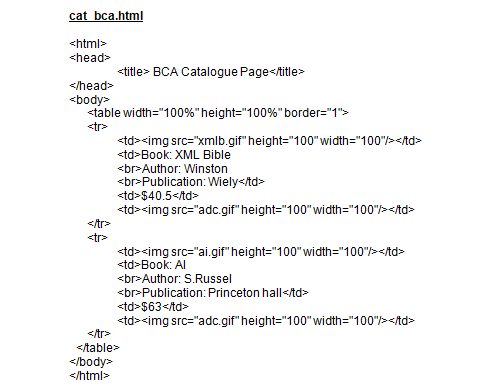 cat_bca.html
<html>
<head>
<title> BCA Catalogue Page</title>
</head>
<body>
<table width="100%" height="100%" border="1">
<tr>
<td><img src="xmlb.gif" height="100" width="100"/></td>
<td>Book: XML Bible
<br>Author: Winston
<br>Publication: Wiely</td>
<td>$40.5</td>
<td><img src="adc.gif" height="100" width="100"/></td>
</tr>
<tr>
<td><img src="ai.gif" height="100" width="100"/></td>
<td>Book: AI
<br>Author: S.Russel
<br>Publication: Princeton hall</td>
<td>$63</td>
<td><img src="adc.gif" height="100" width="100"/></td>
</tr>
</table>
</body>
</html>